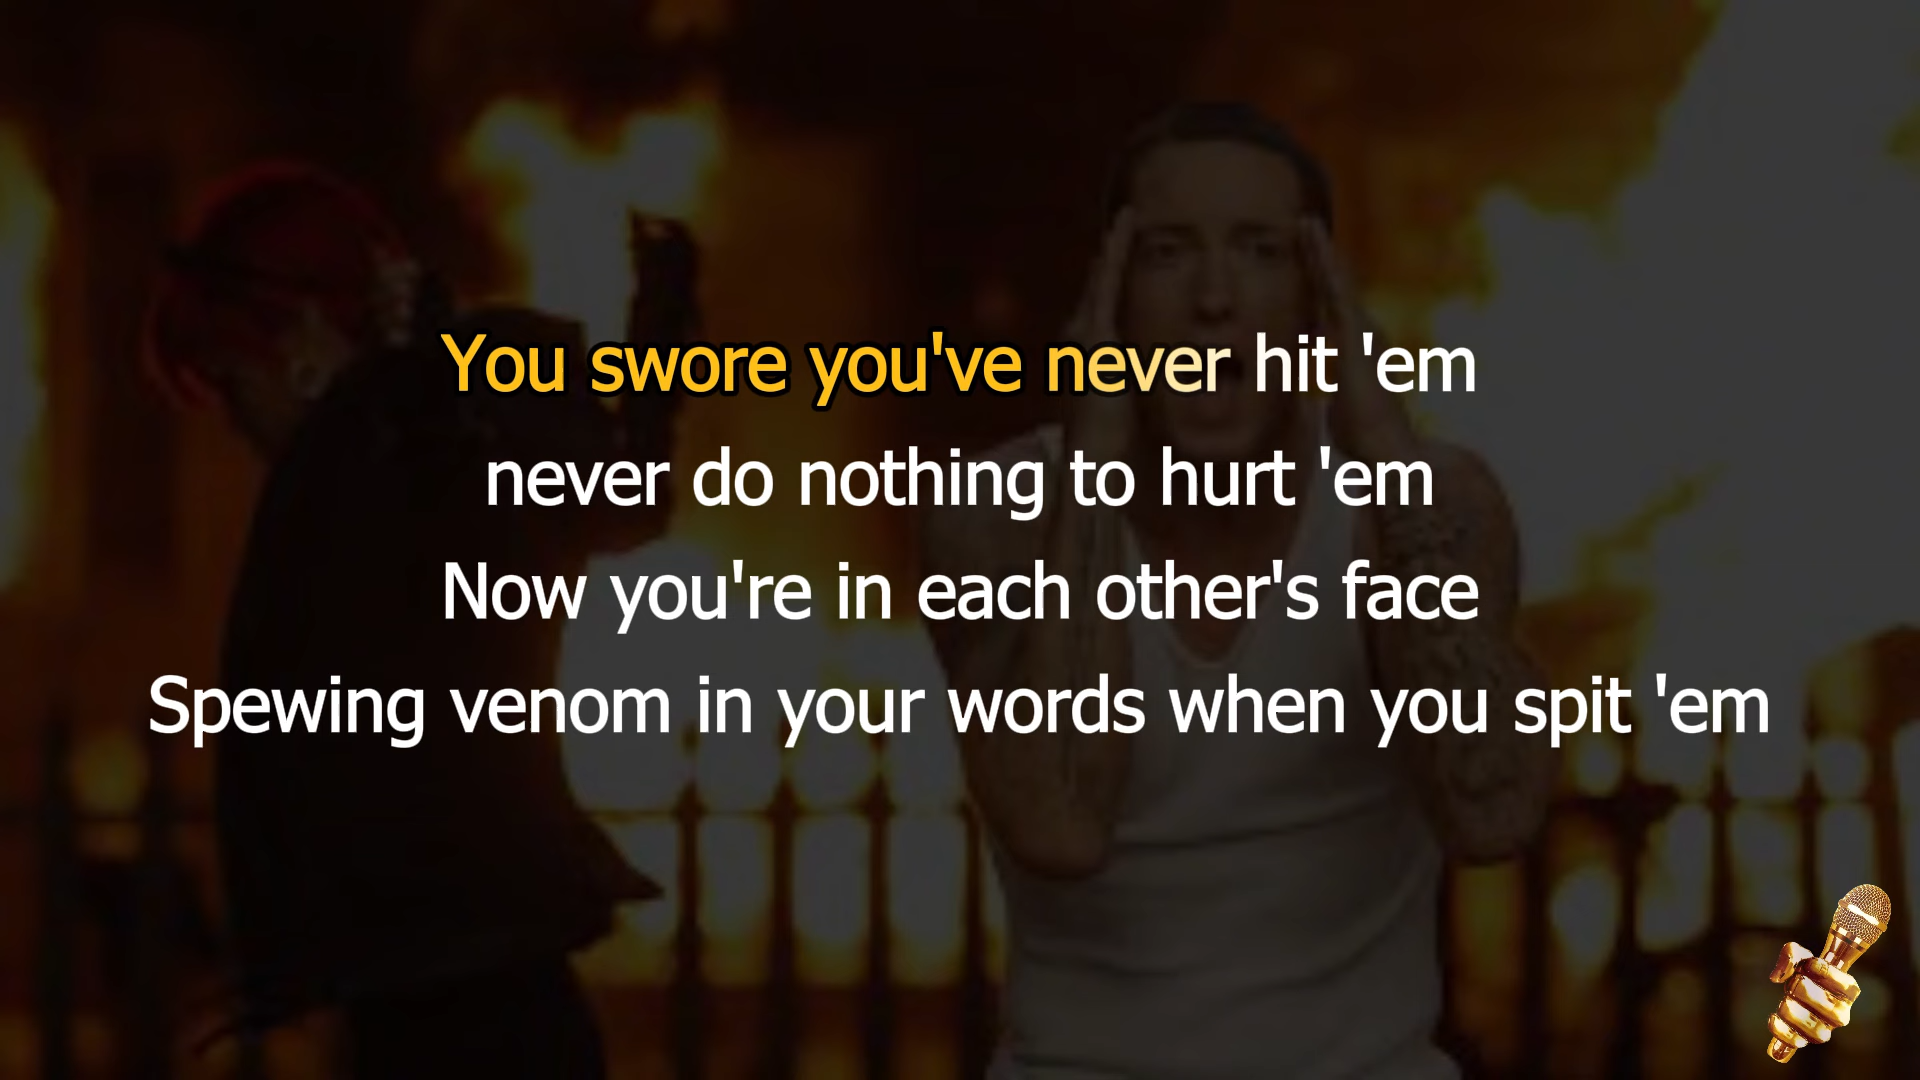 You swore you've never hit 'em
never do nothing to hurt 'em
Now you're in each other's face
Spewing venom in your words when you spit 'em